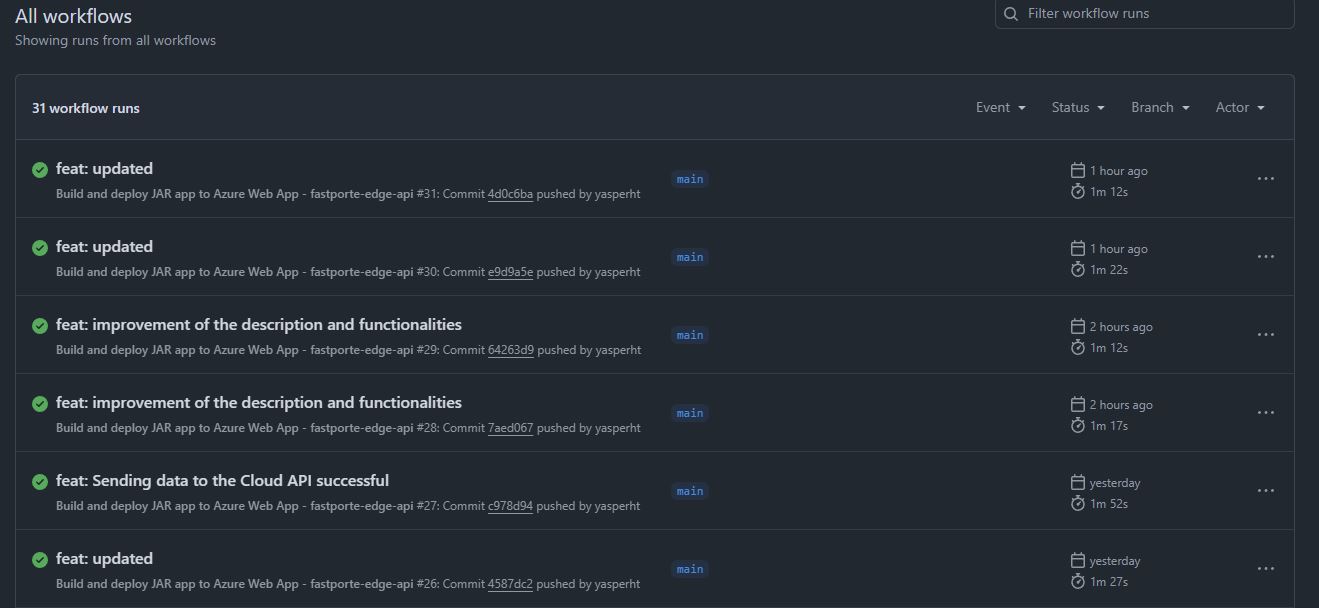 All workflows
Filter workflow runs
Showing runs from all workflows
31 workflow runs
Event Status Branch Actor
feat: updated
main
1 hour ago
Build and deploy JAR app to Azure Web App - fastporte-edge-api #31: Commit 4d0c6ba pushed by yasperht
1m 12s
feat: updated
main
1 hour ago
Build and deploy JAR app to Azure Web App - fastporte-edge-api #30: Commit e9d9a5e pushed by yasperht
1m 22s
feat: improvement of the description and functionalities
main
2 hours ago
Build and deploy JAR app to Azure Web App - fastporte-edge-api #29: Commit 64263d9 pushed by yasperht
1m 12s
feat: improvement of the description and functionalities
main
2 hours ago
Build and deploy JAR app to Azure Web App - fastporte-edge-api #28: Commit 7aed067 pushed by yasperht
1m 17s
feat: Sending data to the Cloud API successful
main
yesterday
Build and deploy JAR app to Azure Web App - fastporte-edge-api #27: Commit c978d94 pushed by yasperht
1m 52s
feat: updated
main
yesterday
Build and deploy JAR app to Azure Web App - fastporte-edge-api #26: Commit 4587dc2 pushed by yasperht
1m 27s